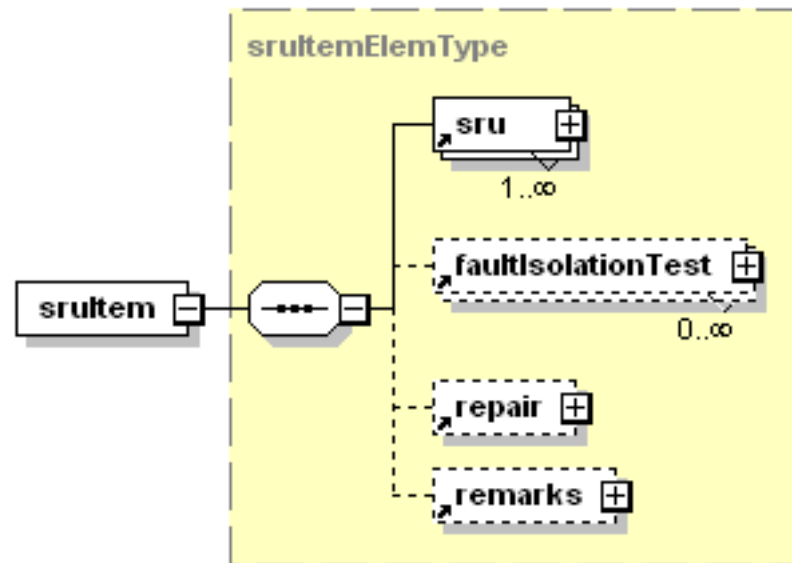 sruItemElemType
sru
1..∞
faultIsolationTest
0..∞
sruItem
repair
remarks